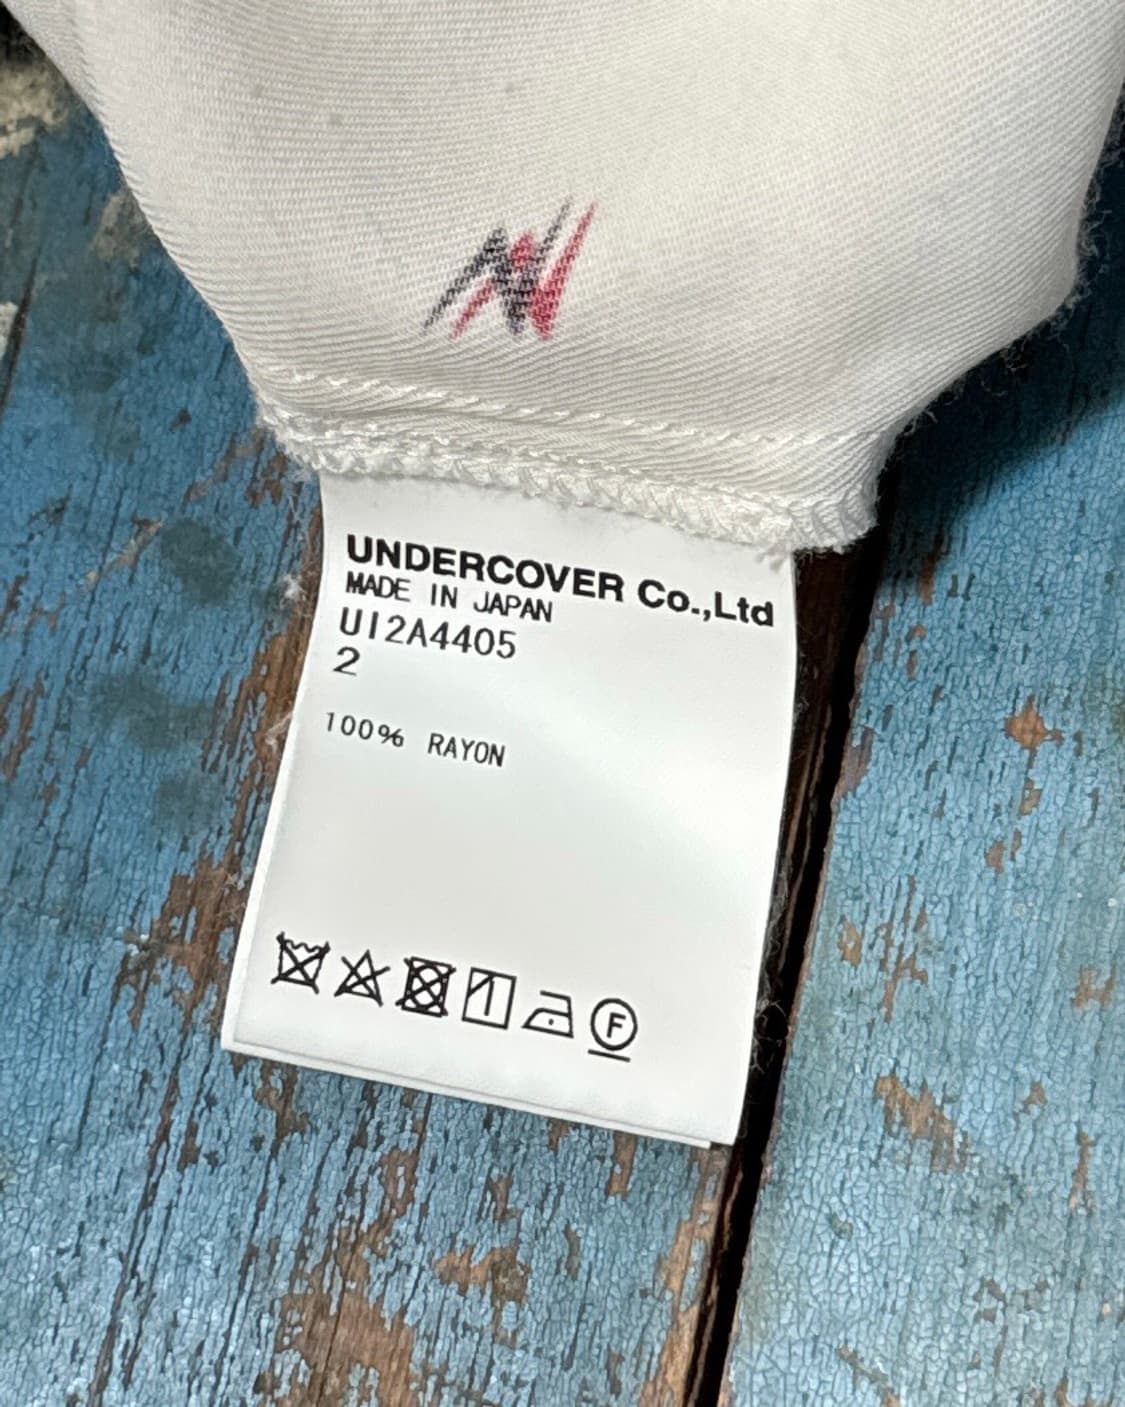 UNDERCOVER Co.,Ltd
MADE IN JAPAN
UI2A4405
2
100% RAYON
F